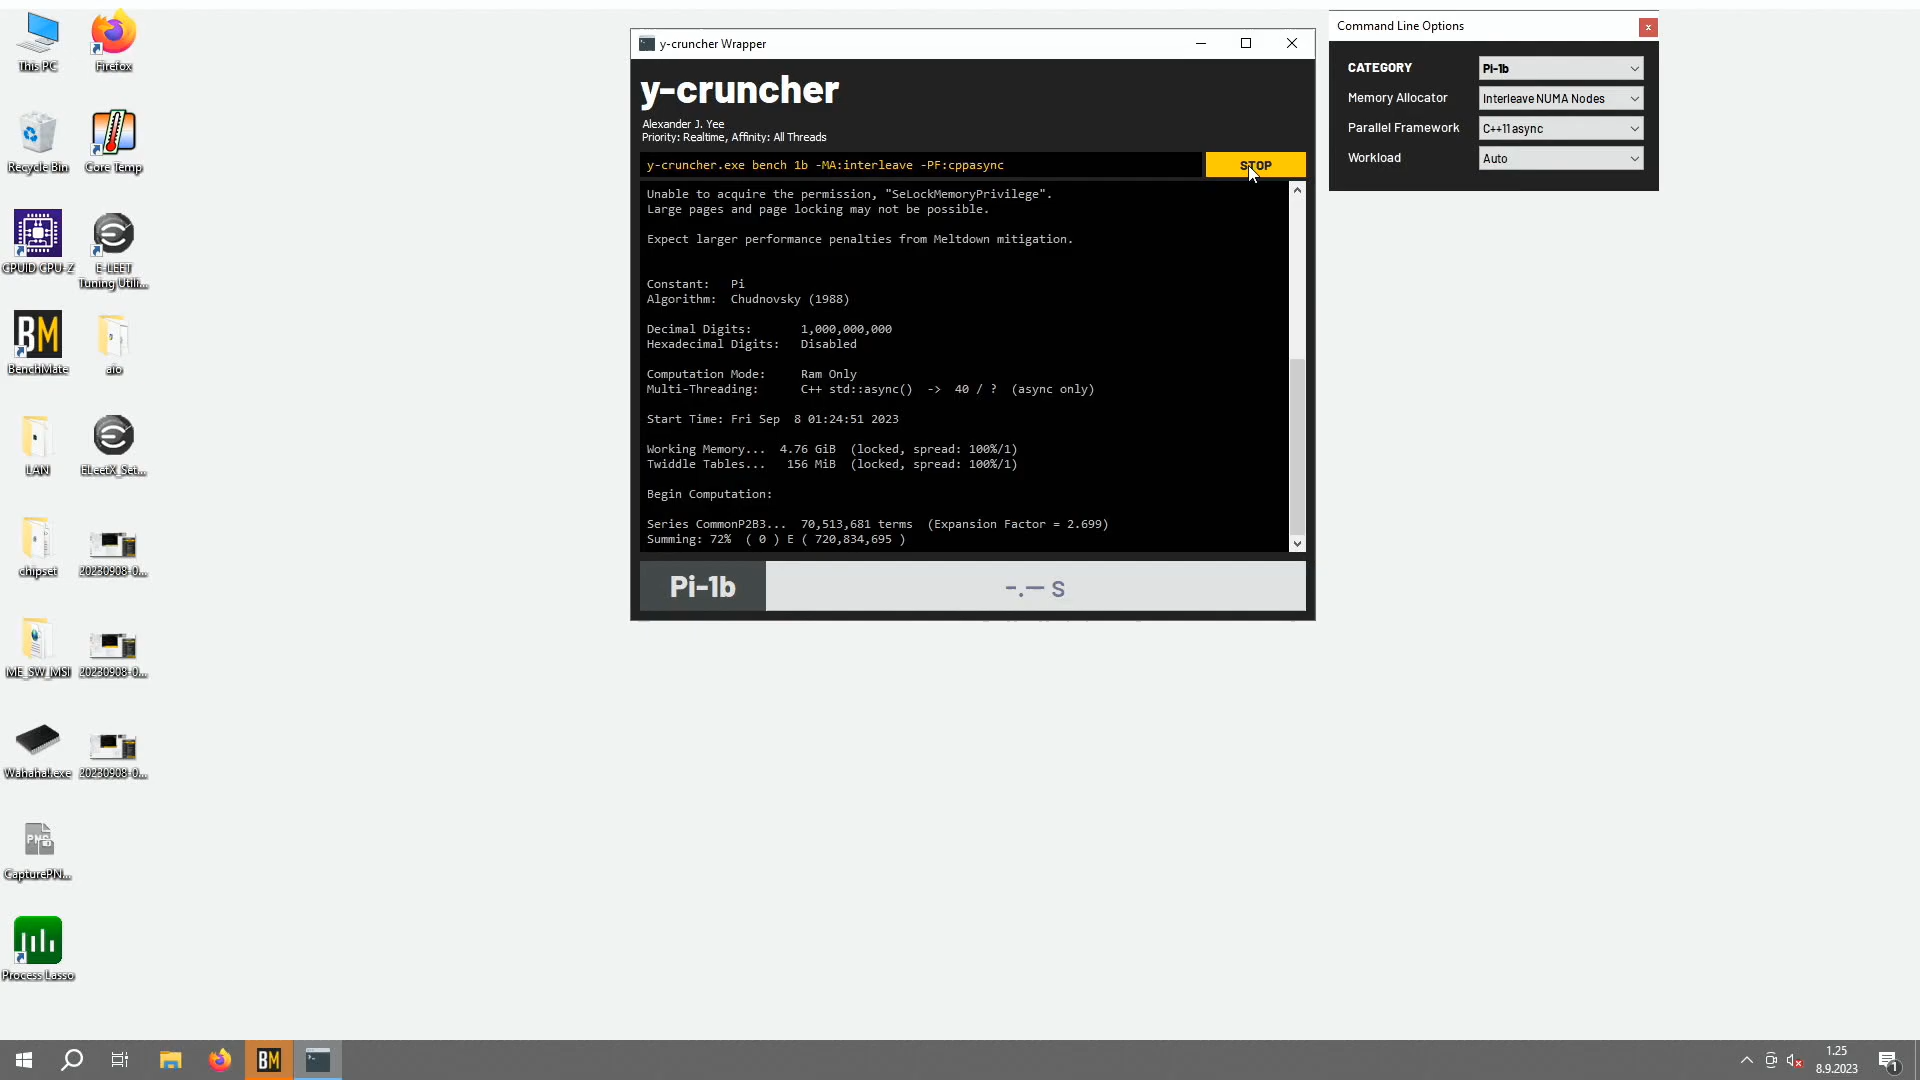 This PC
Firefox
Recycle Bin
Core Temp
CPUID CPU-Z
E-LEET
Tuning Utili...
BM
BenchMate
aio
LAN
ELeetX_Set...
chipset
20230908-0...
ME_SW_MSI
20230908-0...
Wahaha!.exe
20230908-0...
PNG
CapturePN...
Process Lasso
y-cruncher Wrapper
y-cruncher
Alexander J. Yee
Priority: Realtime, Affinity: All Threads
y-cruncher.exe bench 1b -MA:interleave -PF:cppasync
STOP
Unable to acquire the permission, "SeLockMemoryPrivilege".
Large pages and page locking may not be possible.
Expect larger performance penalties from Meltdown mitigation.
Constant: Pi
Algorithm: Chudnovsky (1988)
Decimal Digits: 1,000,000,000
Hexadecimal Digits: Disabled
Computation Mode: Ram Only
Multi-Threading: C++ std::async() -> 40 / ? (async only)
Start Time: Fri Sep 8 01:24:51 2023
Working Memory... 4.76 GiB (locked, spread: 100%/1)
Twiddle Tables... 156 MiB (locked, spread: 100%/1)
Begin Computation:
Series CommonP2B3... 70,513,681 terms (Expansion Factor = 2.699)
Summing: 72% ( 0 ) E ( 720,834,695 )
Pi-1b
-.-- s
Command Line Options
CATEGORY Pi-1b
Memory Allocator Interleave NUMA Nodes
Parallel Framework C++11 async
Workload Auto
BM
1.25
8.9.2023
1